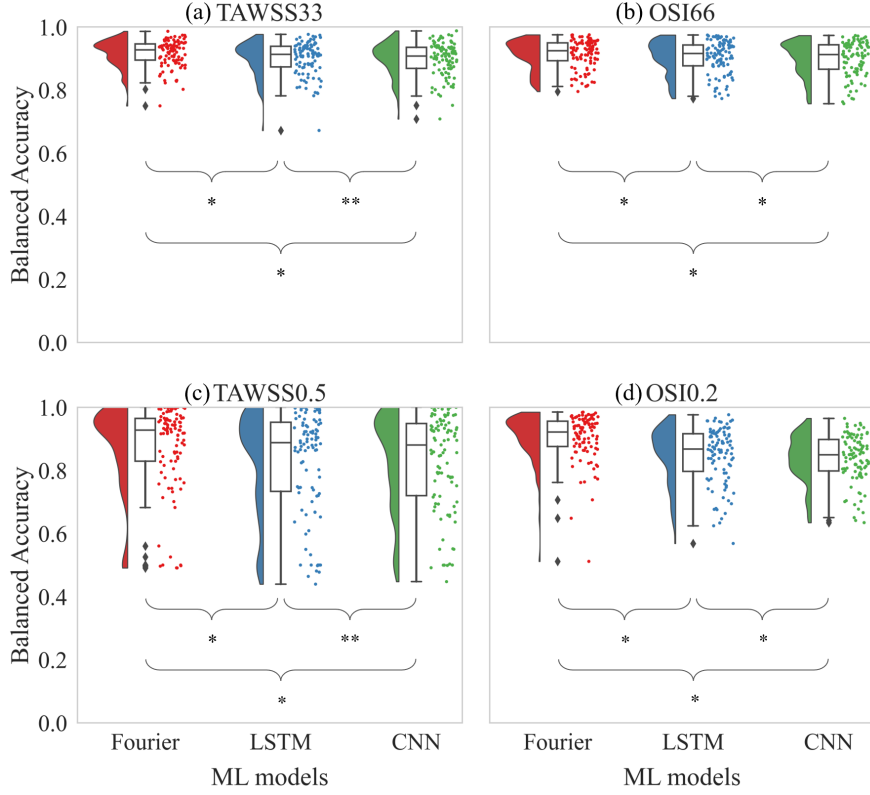 (a) TAWSS33
(b) OSI66
Balanced Accuracy
1.0
0.8
0.6
0.4
0.2
0.0
*
**
*
*
*
*
(c) TAWSS0.5
(d) OSI0.2
Balanced Accuracy
1.0
0.8
0.6
0.4
0.2
0.0
*
**
*
*
*
*
Fourier LSTM CNN
Fourier LSTM CNN
ML models
ML models